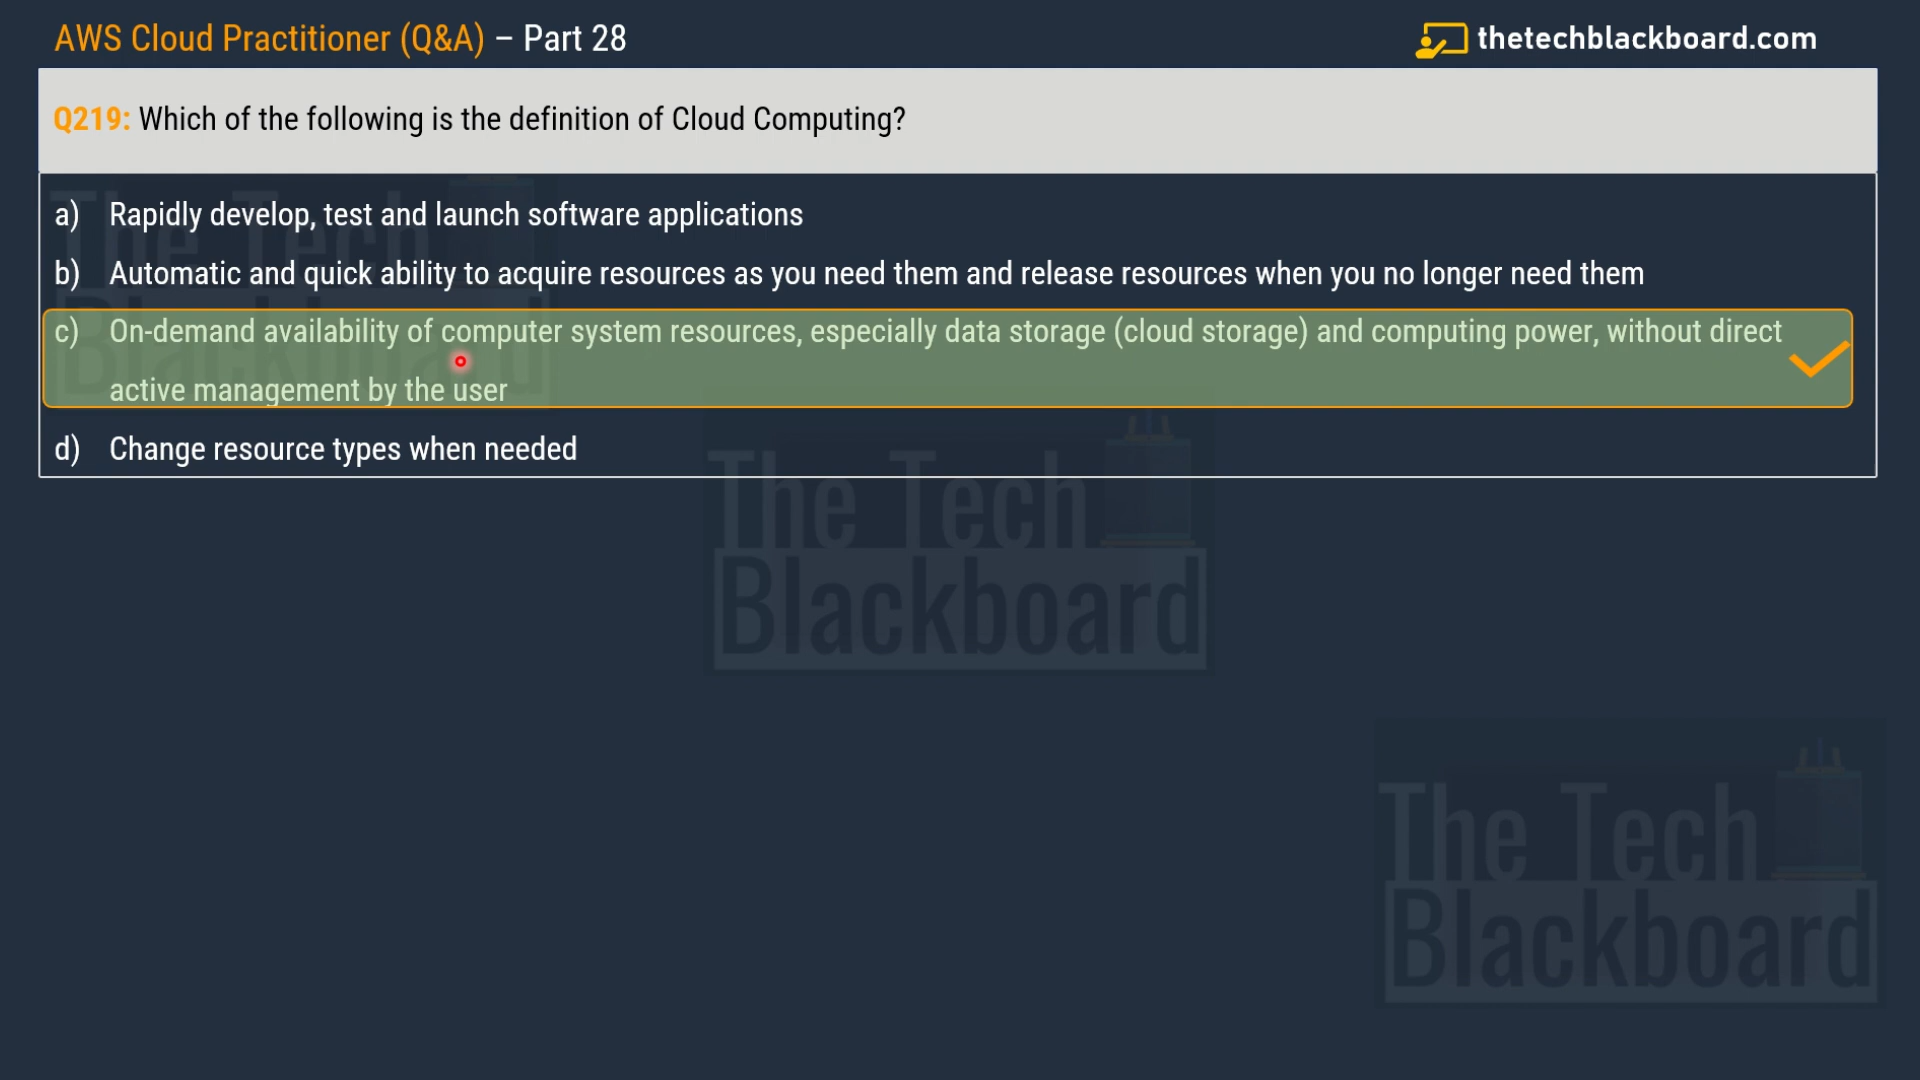 AWS Cloud Practitioner (Q&A) – Part 28
thetechblackboard.com
Q219: Which of the following is the definition of Cloud Computing?
a) Rapidly develop, test and launch software applications
b) Automatic and quick ability to acquire resources as you need them and release resources when you no longer need them
c) On-demand availability of computer system resources, especially data storage (cloud storage) and computing power, without direct
active management by the user
d) Change resource types when needed
The Tech
Blackboard
The Tech
Blackboard
The Tech
Blackboard